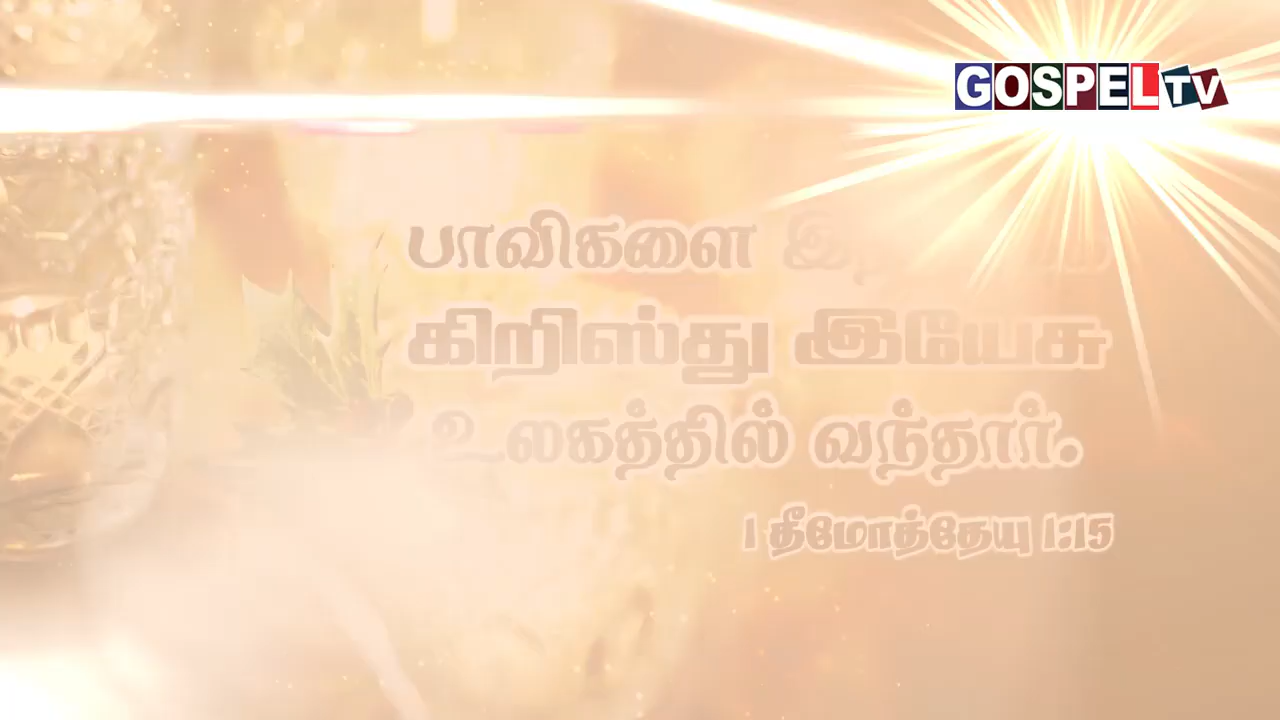 GOSPEL TV
பாவிகளை
கிறிஸ்து இயேசு
உலகத்தில் வந்தார்.
1 தீமோத்தேயு 1:15